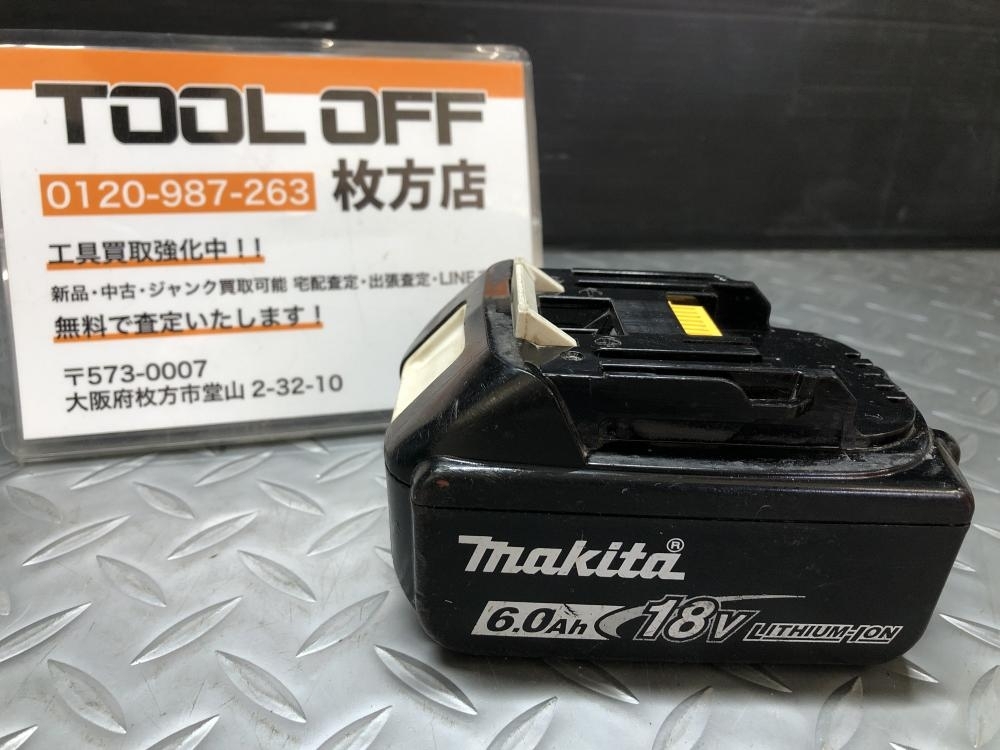 TOOL OFF
0120-987-263 枚方店
工具買取強化中!!
新品・中古・ジャンク買取可能 宅配査定・出張査定・LINE
無料で査定いたします!
〒573-0007
大阪府枚方市堂山 2-32-10
makita®
6.0Ah 18V LITHIUM-ION